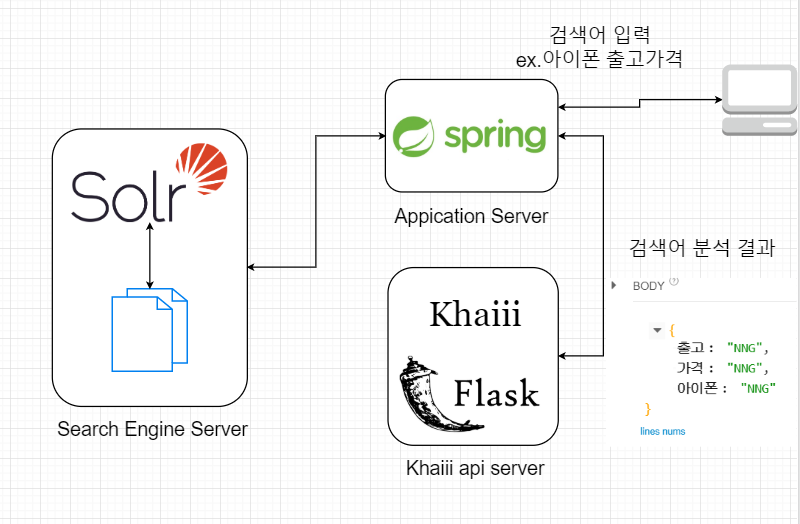 검색어 입력
ex.아이폰 출고가격
spring
Appication Server
Solr
Search Engine Server
Khaiii
Flask
Khaiii api server
검색어 분석 결과
BODY ?
{
출고 : "NNG",
가격 : "NNG",
아이폰 : "NNG"
}
lines nums